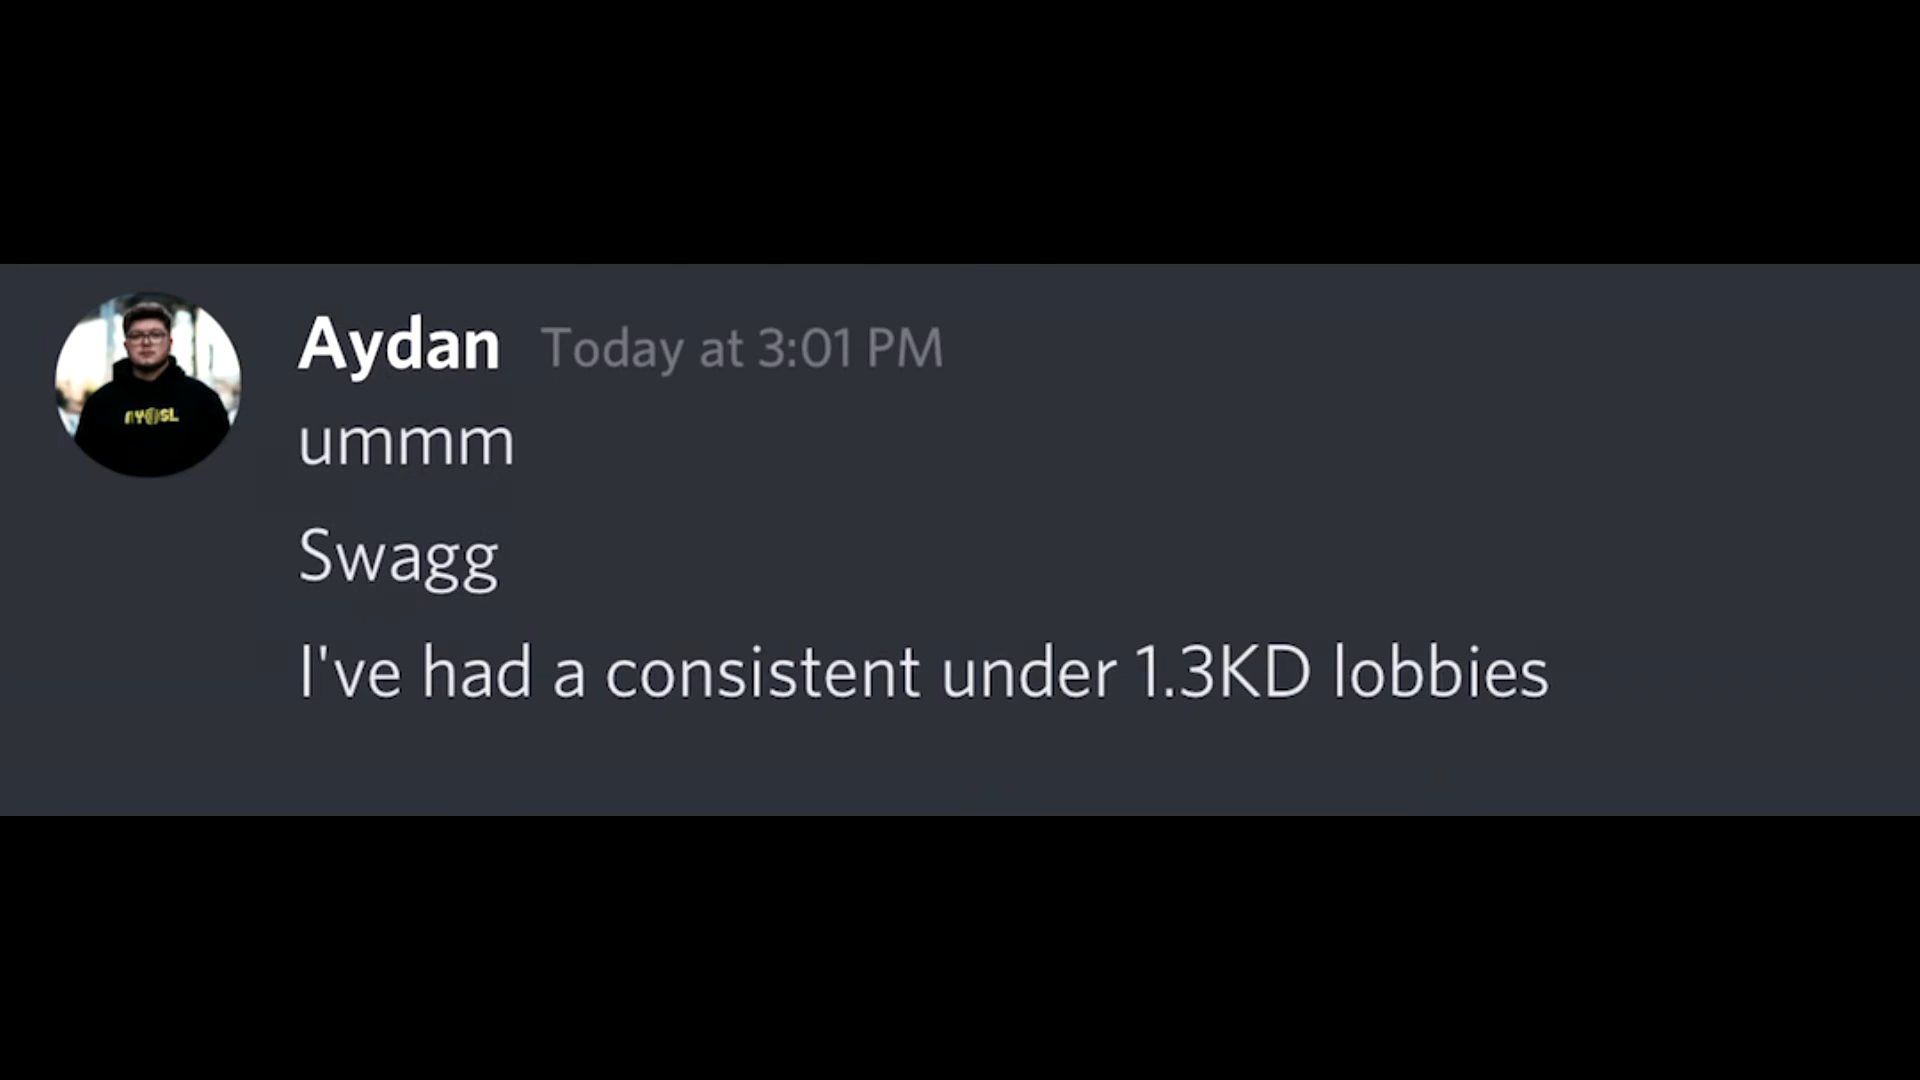 Aydan Today at 3:01 PM
ummm
Swagg
I've had a consistent under 1.3KD lobbies